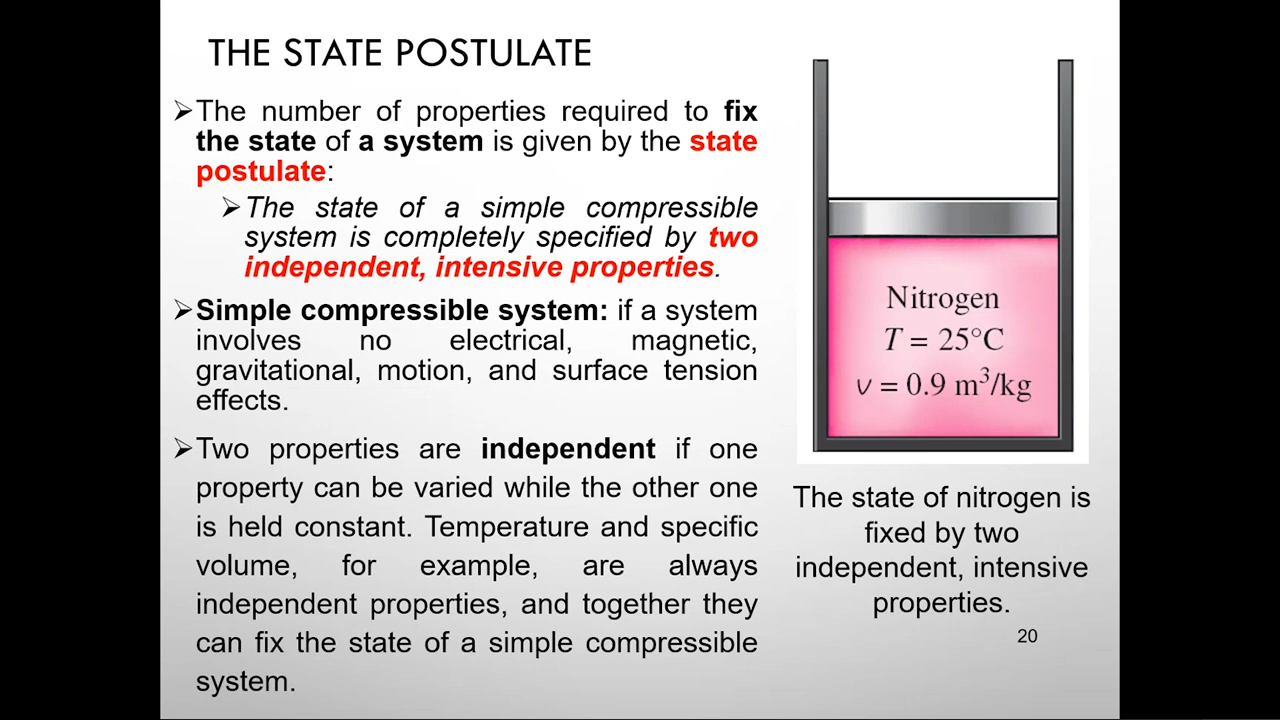 THE STATE POSTULATE
➢The number of properties required to fix
the state of a system is given by the state
postulate:
➢The state of a simple compressible
system is completely specified by two
independent, intensive properties.
➢Simple compressible system: if a system
involves no electrical, magnetic,
gravitational, motion, and surface tension
effects.
➢Two properties are independent if one
property can be varied while the other one
is held constant. Temperature and specific
volume, for example, are always
independent properties, and together they
can fix the state of a simple compressible
system.
Nitrogen
T = 25°C
v = 0.9 m³/kg
The state of nitrogen is
fixed by two
independent, intensive
properties.
20